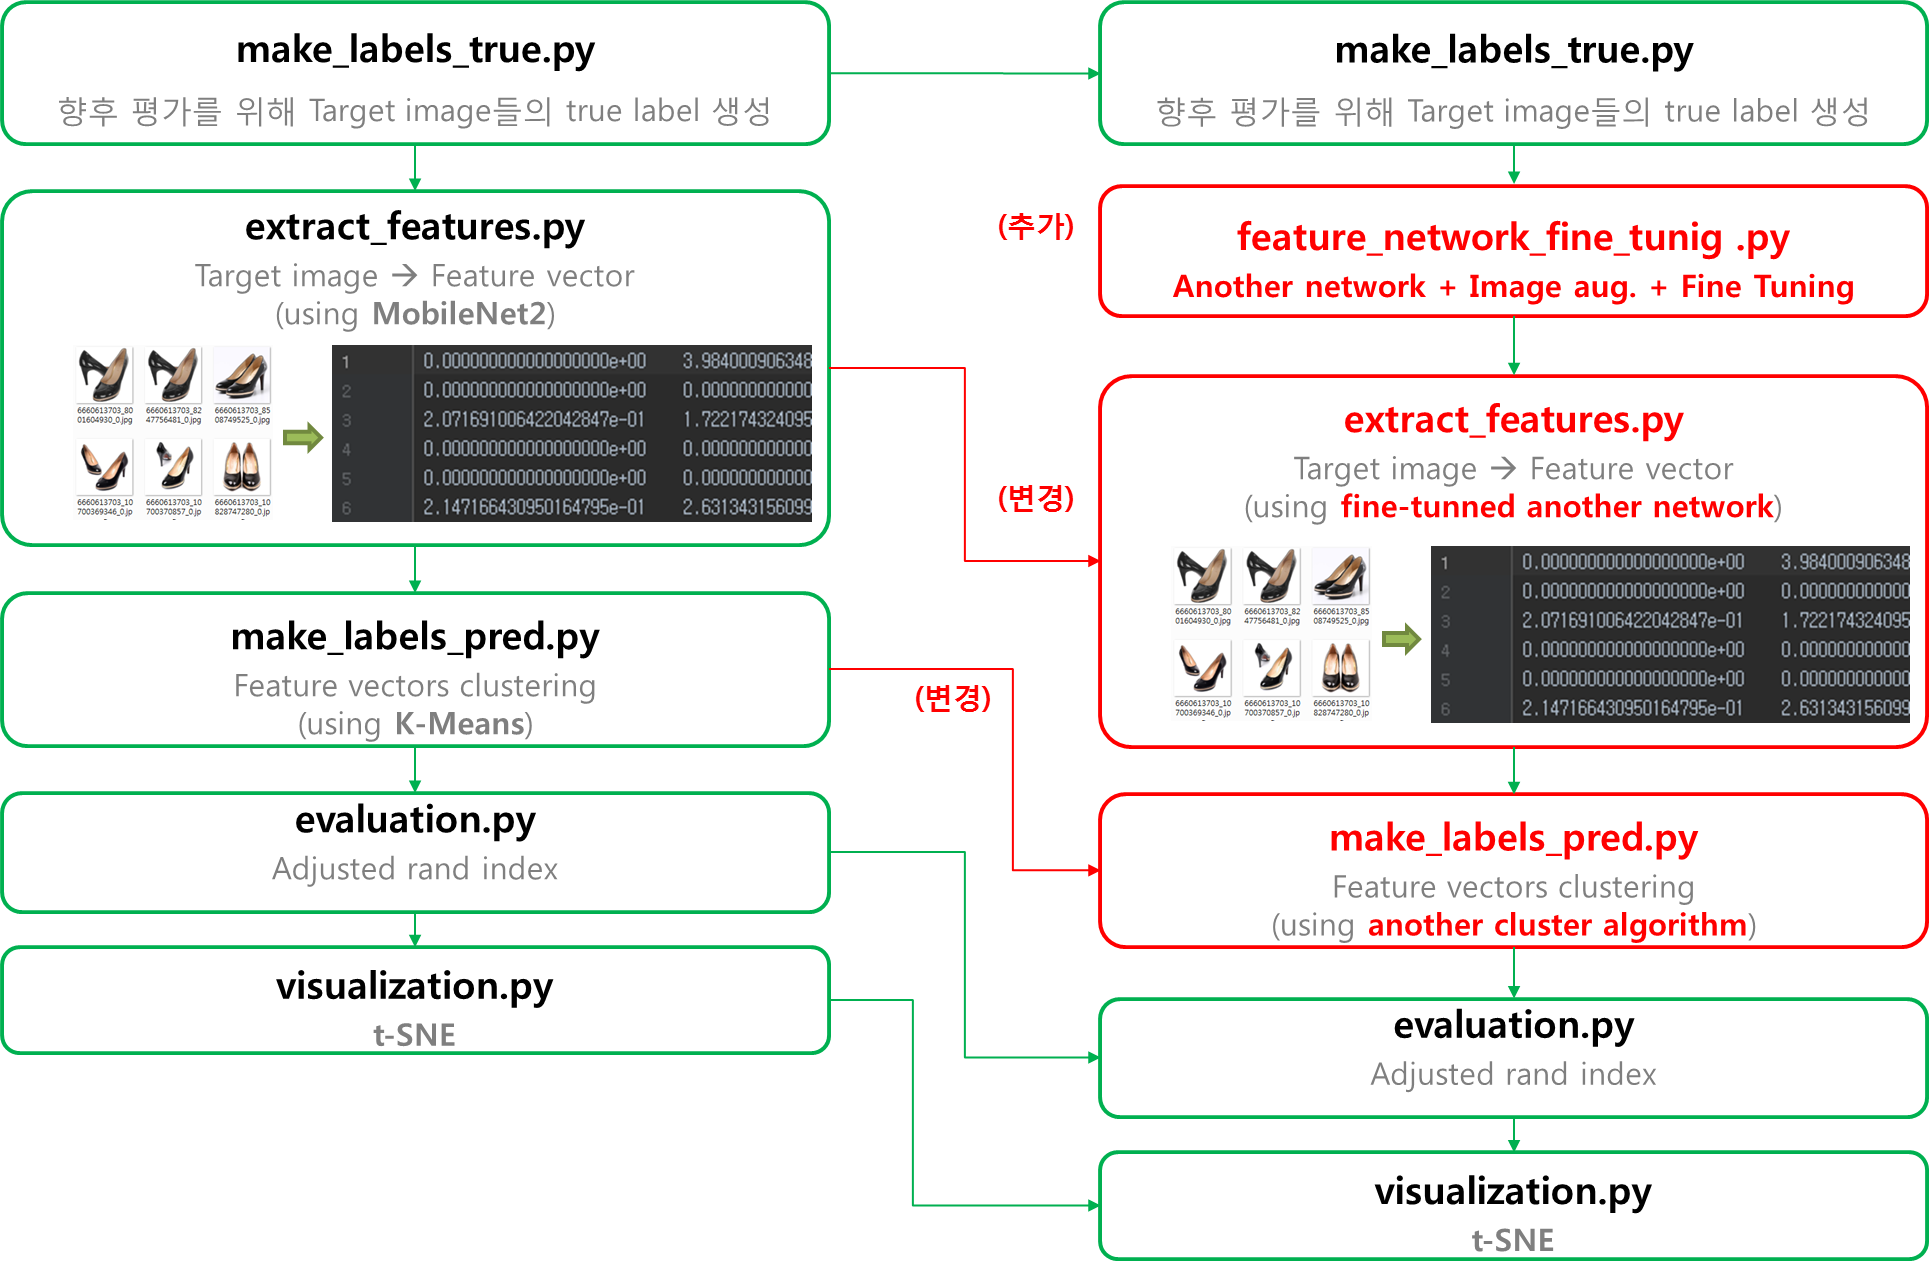 make_labels_true.py
향후 평가를 위해 Target image들의 true label 생성
extract_features.py
Target image → Feature vector
(using MobileNet2)
6660613703_80
01604930_0.jpg
6660613703_82
47756481_0.jpg
6660613703_85
08749525_0.jpg
6660613703_10
700369346_0.jp
6660613703_10
700370857_0.jp
6660613703_10
828747280_0.jp
1 0.000000000000000000e+00 3.984000906348
2 0.000000000000000000e+00 0.000000000000
3 2.071691006422042847e-01 1.722174324095
4 0.000000000000000000e+00 0.000000000000
5 0.000000000000000000e+00 0.000000000000
6 2.147166430950164795e-01 2.631343156099
make_labels_pred.py
Feature vectors clustering
(using K-Means)
evaluation.py
Adjusted rand index
visualization.py
t-SNE
(추가)
(변경)
(변경)
make_labels_true.py
향후 평가를 위해 Target image들의 true label 생성
feature_network_fine_tunig .py
Another network + Image aug. + Fine Tuning
extract_features.py
Target image → Feature vector
(using fine-tunned another network)
6660613703_80
01604930_0.jpg
6660613703_82
47756481_0.jpg
6660613703_85
08749525_0.jpg
6660613703_10
700369346_0.jp
6660613703_10
700370857_0.jp
6660613703_10
828747280_0.jp
1 0.000000000000000000e+00 3.984000906348
2 0.000000000000000000e+00 0.000000000000
3 2.071691006422042847e-01 1.722174324095
4 0.000000000000000000e+00 0.000000000000
5 0.000000000000000000e+00 0.000000000000
6 2.147166430950164795e-01 2.631343156099
make_labels_pred.py
Feature vectors clustering
(using another cluster algorithm)
evaluation.py
Adjusted rand index
visualization.py
t-SNE